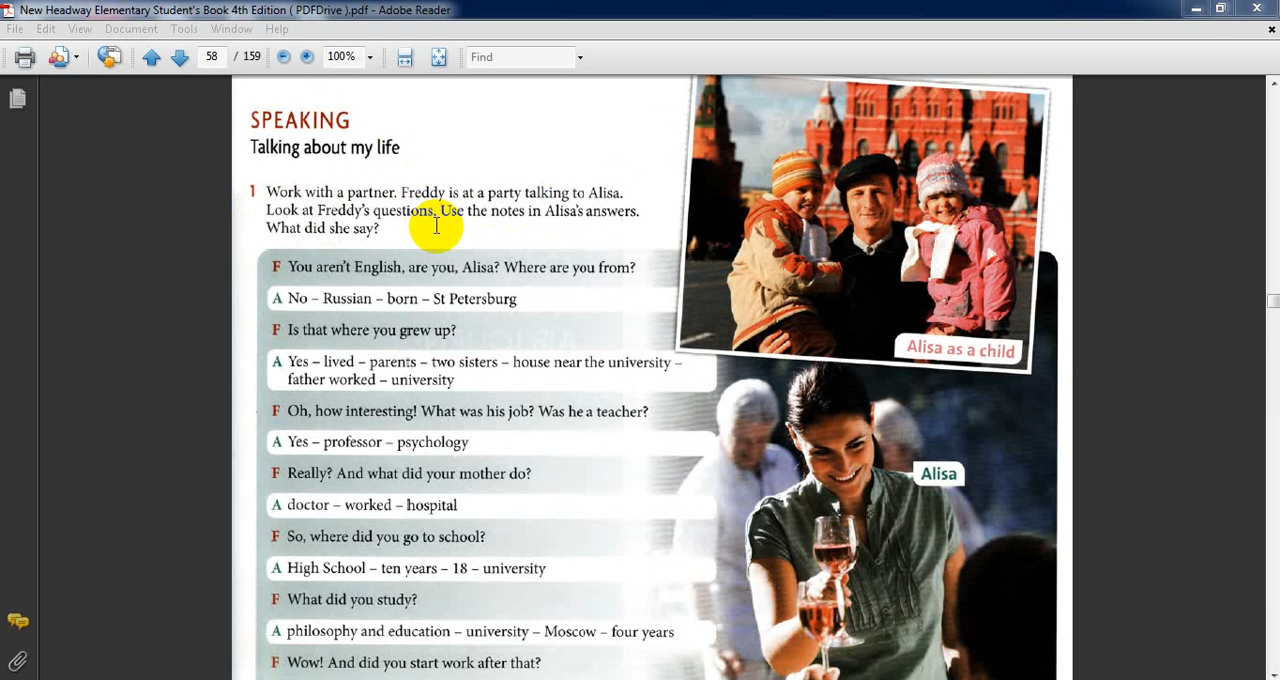 New Headway Elementary Student's Book 4th Edition ( PDFDrive ).pdf - Adobe Reader
File Edit View Document Tools Window Help
58 / 159 100% Find
SPEAKING
Talking about my life
1 Work with a partner. Freddy is at a party talking to Alisa.
Look at Freddy's questions. Use the notes in Alisa's answers.
What did she say?
F You aren't English, are you, Alisa? Where are you from?
A No – Russian – born – St Petersburg
F Is that where you grew up?
A Yes – lived – parents – two sisters – house near the university –
father worked – university
F Oh, how interesting! What was his job? Was he a teacher?
A Yes – professor – psychology
F Really? And what did your mother do?
A doctor – worked – hospital
F So, where did you go to school?
A High School – ten years – 18 – university
F What did you study?
A philosophy and education – university – Moscow – four years
F Wow! And did you start work after that?
Alisa as a child
Alisa